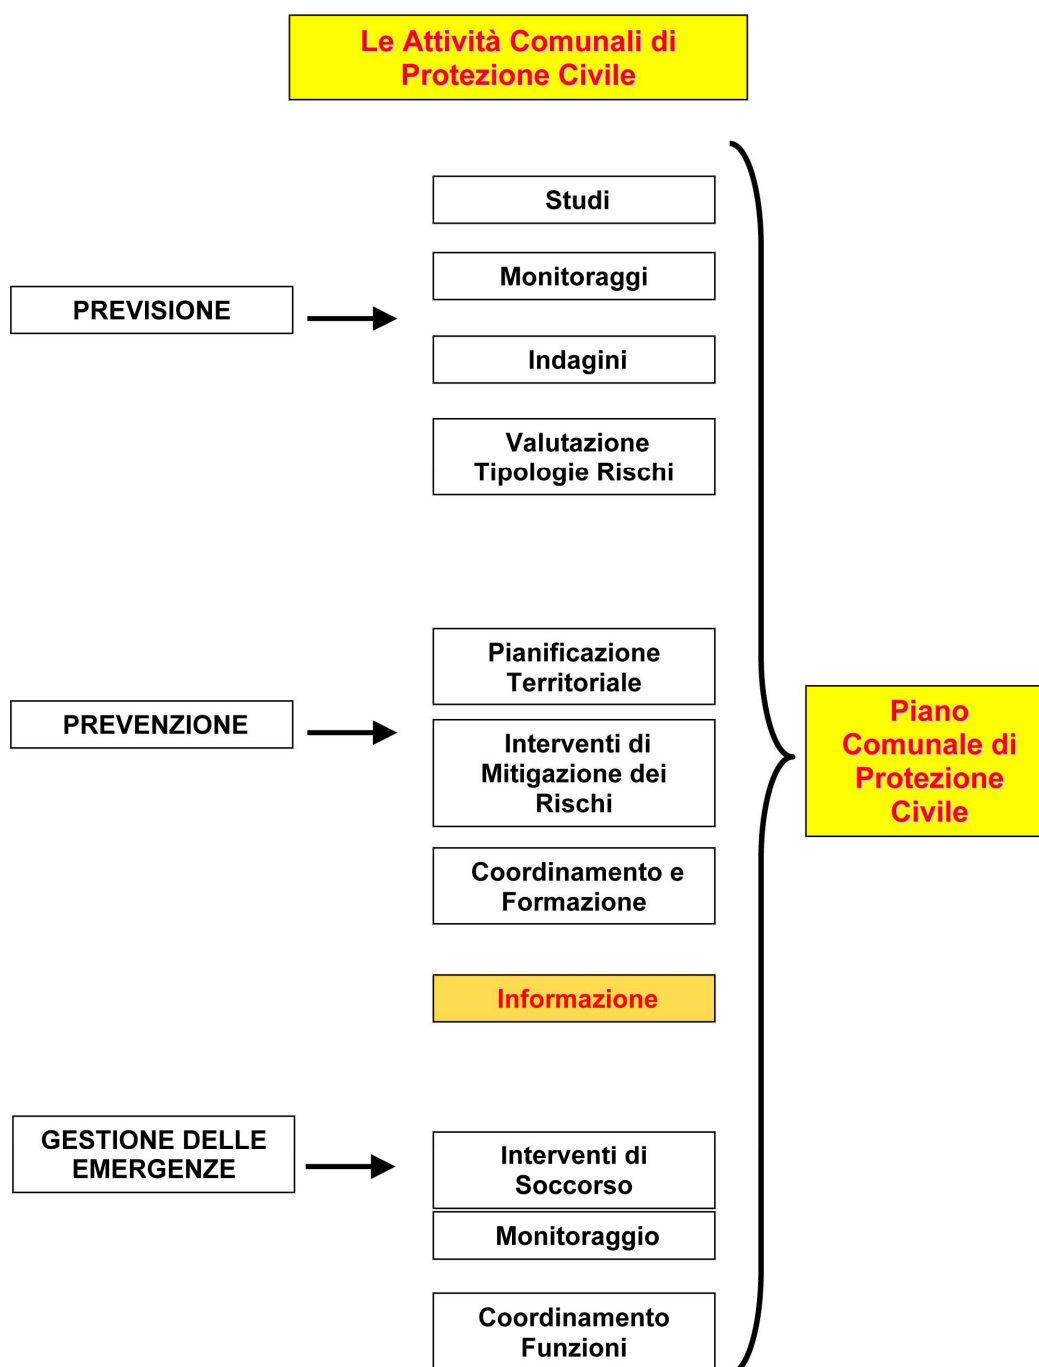 Le Attività Comunali di
Protezione Civile
PREVISIONE
Studi
Monitoraggi
Indagini
Valutazione
Tipologie Rischi
PREVENZIONE
Pianificazione
Territoriale
Interventi di
Mitigazione dei
Rischi
Coordinamento e
Formazione
Informazione
GESTIONE DELLE
EMERGENZE
Interventi di
Soccorso
Monitoraggio
Coordinamento
Funzioni
Piano
Comunale di
Protezione
Civile